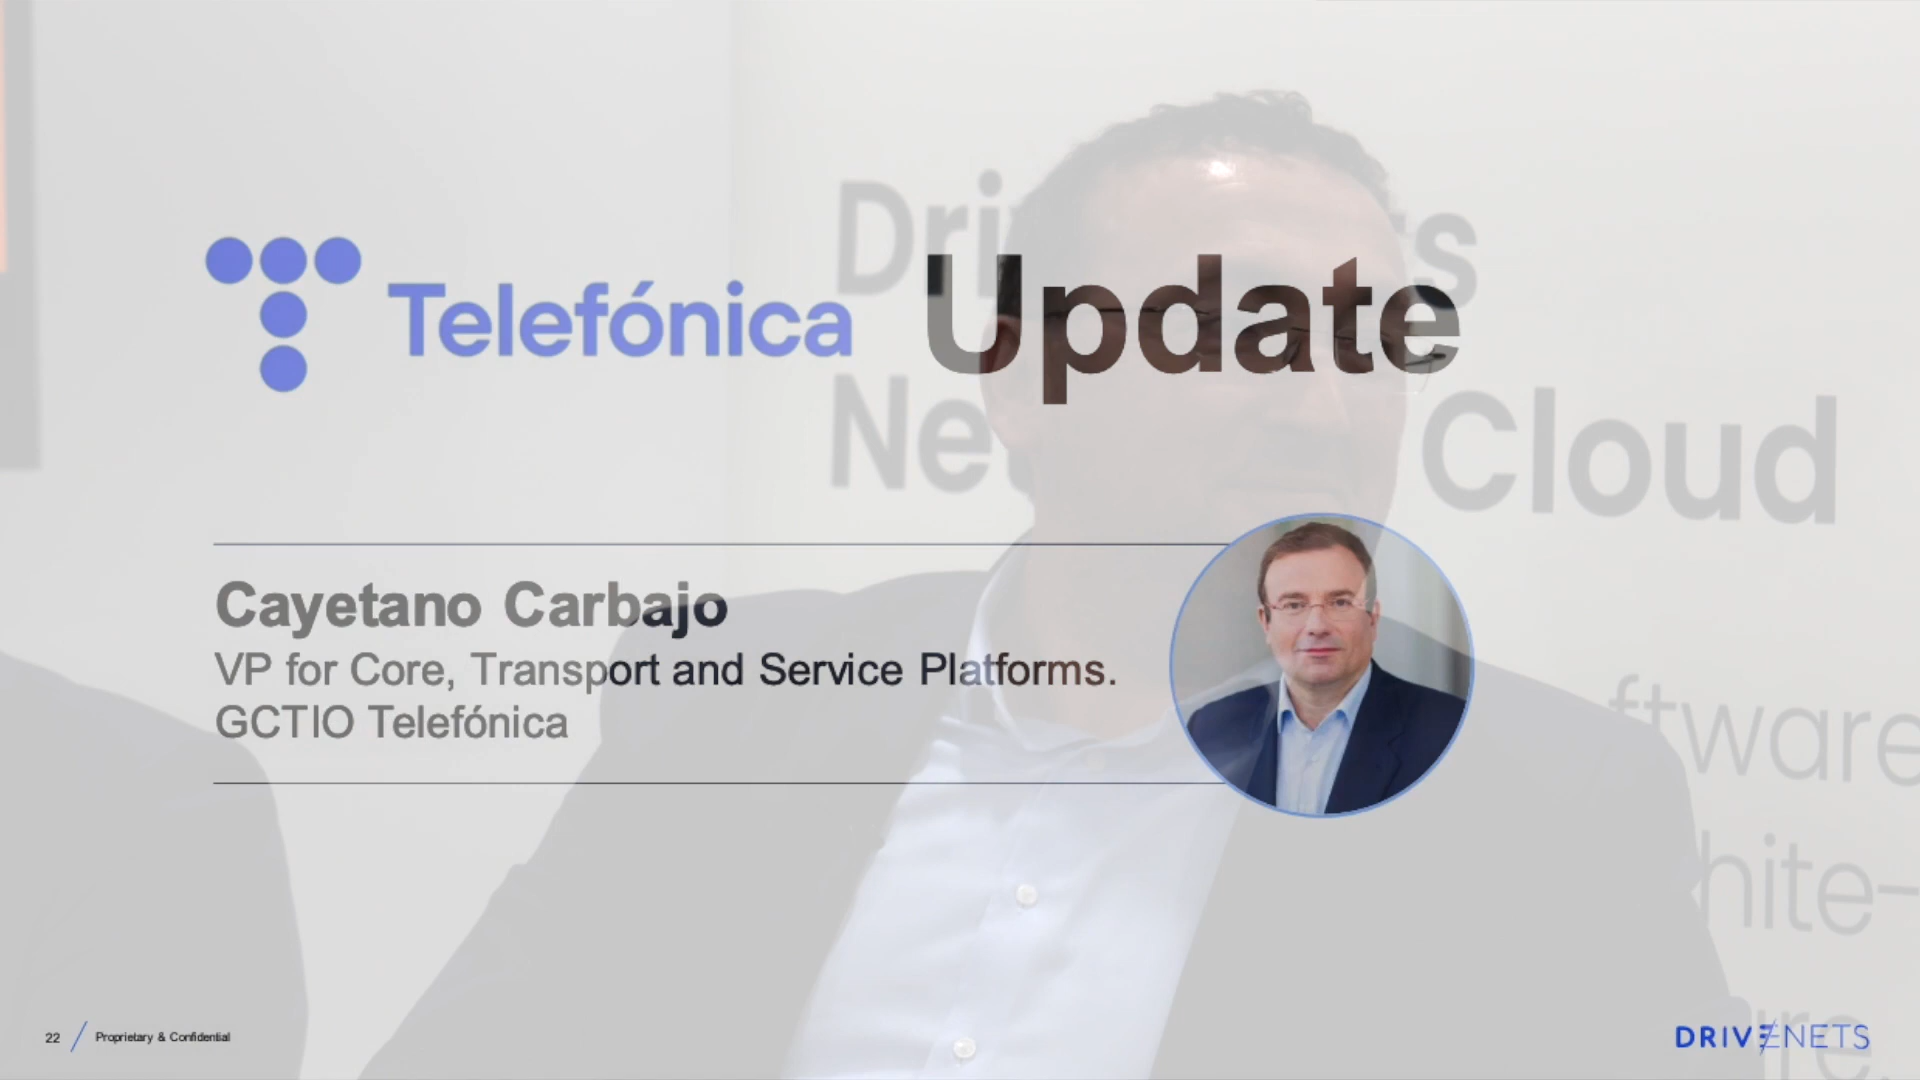 Telefónica Update
Cloud
Cayetano Carbajo
VP for Core, Transport and Service Platforms.
GCTIO Telefónica
22 Proprietary & Confidential
DRIVENETS